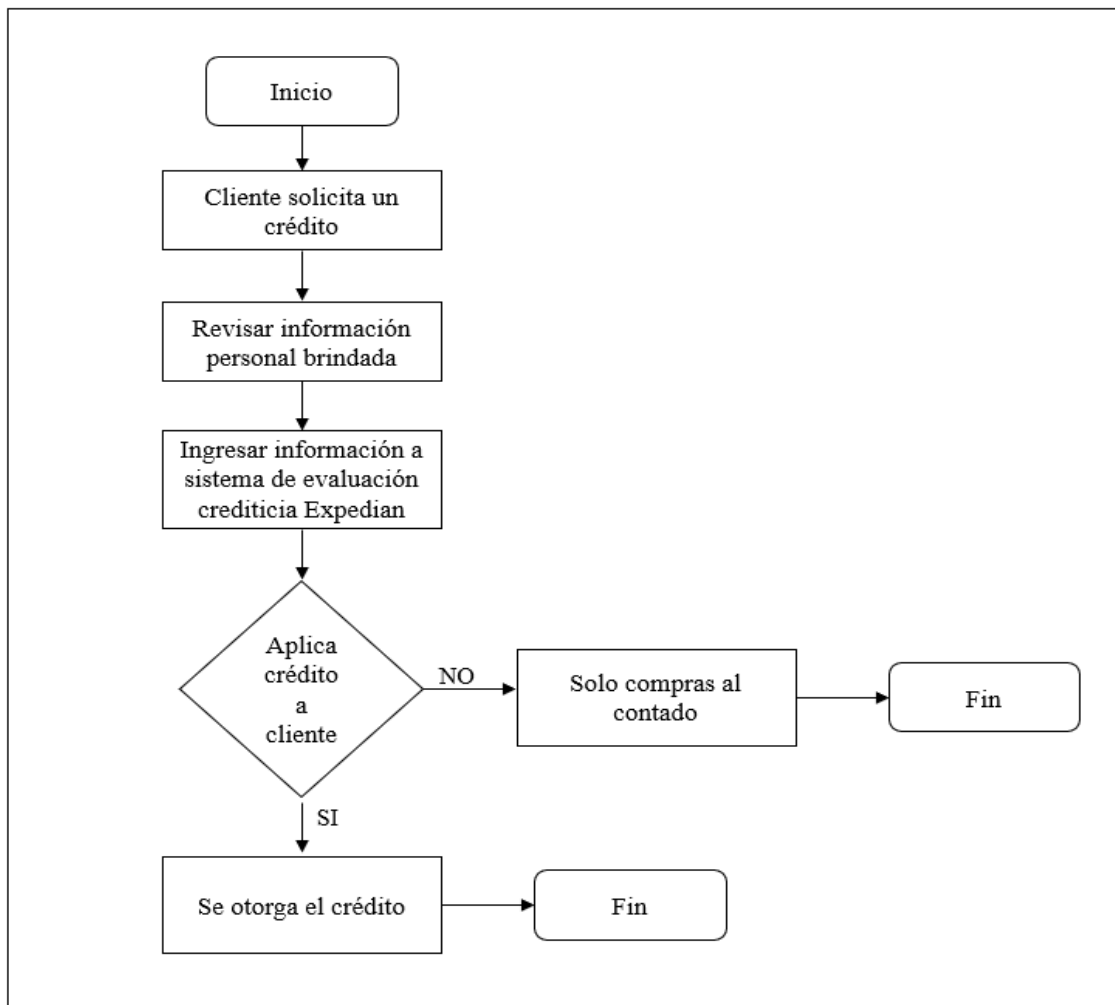 Inicio
Cliente solicita un
crédito
Revisar información
personal brindada
Ingresar información a
sistema de evaluación
crediticia Expedian
Aplica
crédito
a
cliente
NO
Solo compras al
contado
Fin
SI
Se otorga el crédito
Fin